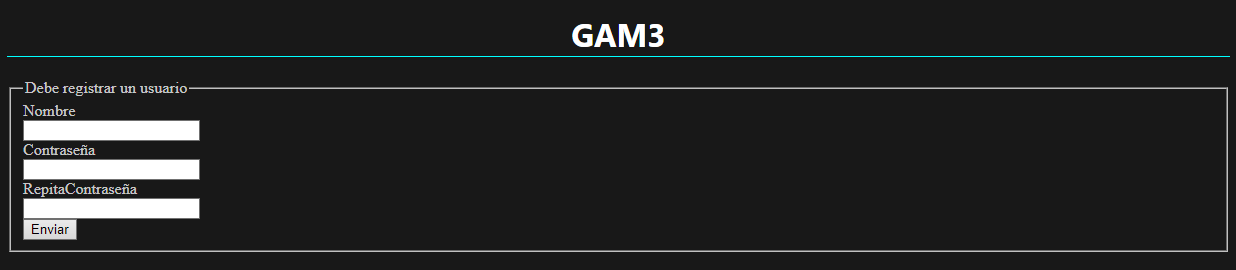 GAM3
Debe registrar un usuario
Nombre
Contraseña
RepitaContraseña
Enviar